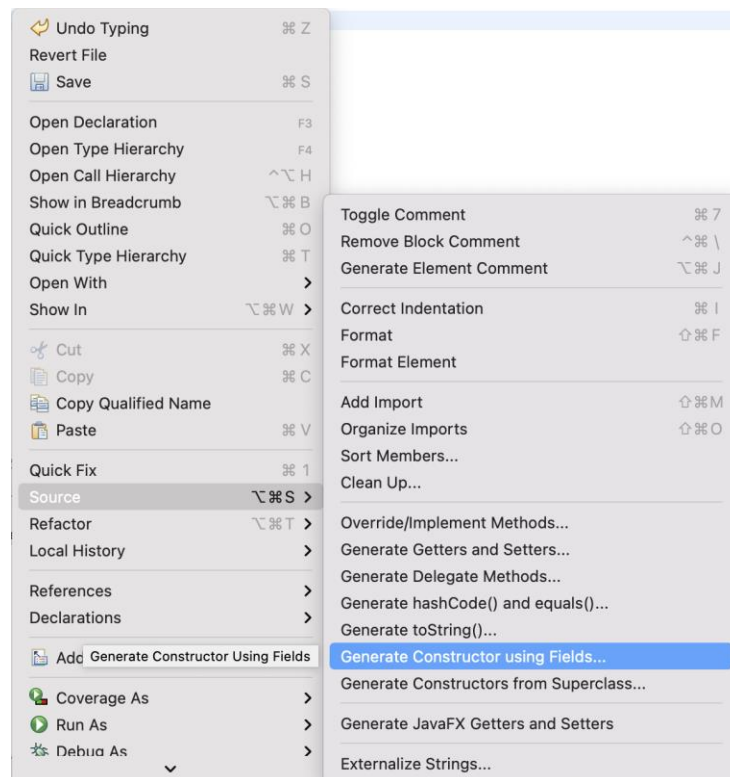 Undo Typing ⌘ Z
Revert File
Save ⌘ S
Open Declaration F3
Open Type Hierarchy F4
Open Call Hierarchy ^⌥ H
Show in Breadcrumb ⌥⌘ B
Quick Outline ⌘ O
Quick Type Hierarchy ⌘ T
Open With
Show In ⌥⌘ W
Cut ⌘ X
Copy ⌘ C
Copy Qualified Name
Paste ⌘ V
Quick Fix ⌘ 1
Source ⌥⌘ S
Refactor ⌥⌘ T
Local History
References
Declarations
Add
Generate Constructor Using Fields
Coverage As
Run As
Debug As
Toggle Comment ⌘ 7
Remove Block Comment ^⌘ \
Generate Element Comment ⌥⌘ J
Correct Indentation ⌘ I
Format ⇧⌘ F
Format Element
Add Import ⇧⌘ M
Organize Imports ⇧⌘ O
Sort Members...
Clean Up...
Override/Implement Methods...
Generate Getters and Setters...
Generate Delegate Methods...
Generate hashCode() and equals()...
Generate toString()...
Generate Constructor using Fields...
Generate Constructors from Superclass...
Generate JavaFX Getters and Setters
Externalize Strings...